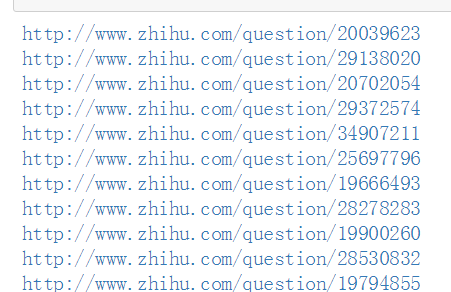 http://www.zhihu.com/question/20039623
http://www.zhihu.com/question/29138020
http://www.zhihu.com/question/20702054
http://www.zhihu.com/question/29372574
http://www.zhihu.com/question/34907211
http://www.zhihu.com/question/25697796
http://www.zhihu.com/question/19666493
http://www.zhihu.com/question/28278283
http://www.zhihu.com/question/19900260
http://www.zhihu.com/question/28530832
http://www.zhihu.com/question/19794855